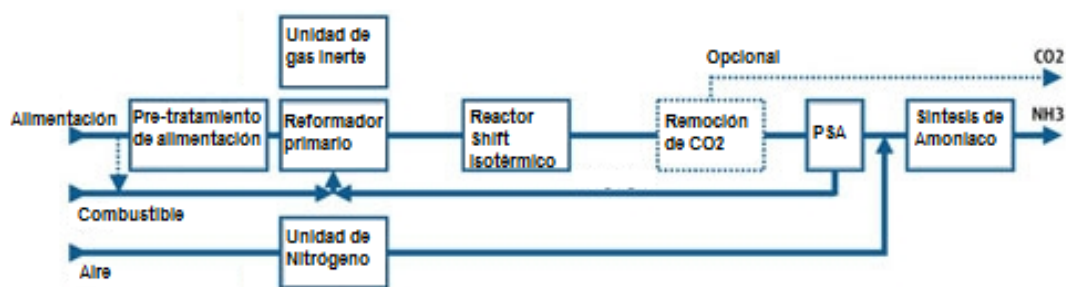 Unidad de
gas inerte
Opcional
CO2
Alimentación
Pre-tratamiento
de alimentación
Reformador
primario
Reactor
Shift
Isotérmico
Remoción
de CO2
PSA
Síntesis de
Amoniaco
NH3
Combustible
Unidad de
Nitrógeno
Aire